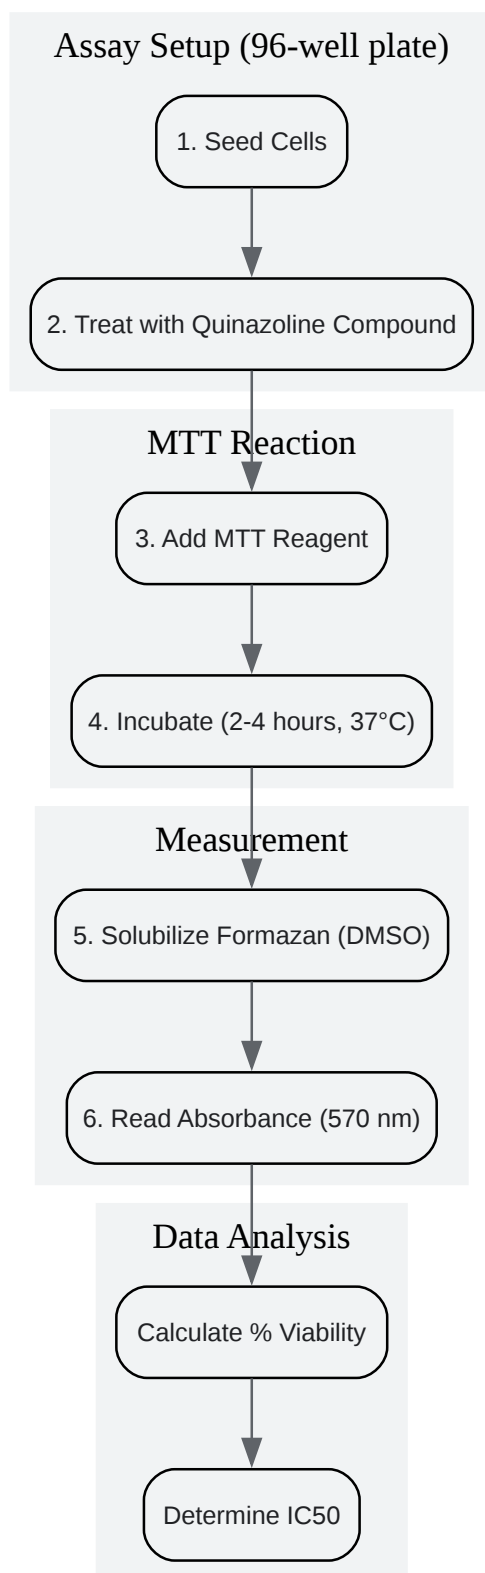 Assay Setup (96-well plate)
1. Seed Cells
2. Treat with Quinazoline Compound
MTT Reaction
3. Add MTT Reagent
4. Incubate (2-4 hours, 37°C)
Measurement
5. Solubilize Formazan (DMSO)
6. Read Absorbance (570 nm)
Data Analysis
Calculate % Viability
Determine IC50